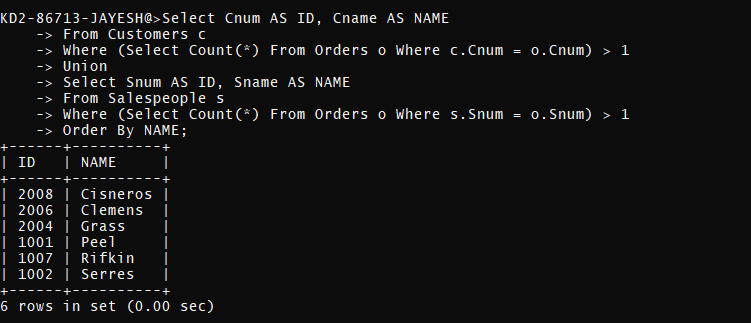 KD2-86713-JAYESH@>Select Cnum AS ID, Cname AS NAME
    -> From Customers c
    -> Where (Select Count(*) From Orders o Where c.Cnum = o.Cnum) > 1
    -> Union
    -> Select Snum AS ID, Sname AS NAME
    -> From Salespeople s
    -> Where (Select Count(*) From Orders o Where s.Snum = o.Snum) > 1
    -> Order By NAME;
+------+----------+
| ID   | NAME     |
+------+----------+
| 2008 | Cisneros |
| 2006 | Clemens  |
| 2004 | Grass    |
| 1001 | Peel     |
| 1007 | Rifkin   |
| 1002 | Serres   |
+------+----------+
6 rows in set (0.00 sec)